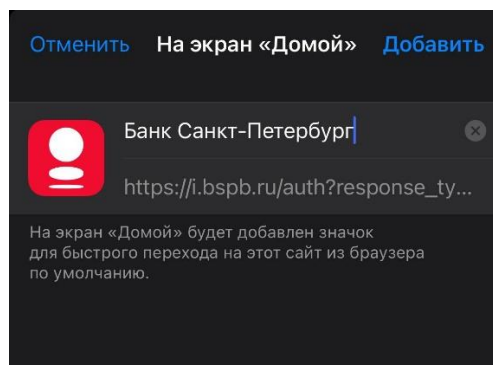 Отменить На экран «Домой» Добавить
Банк Санкт-Петербург
https://i.bspb.ru/auth?response_ty...
На экран «Домой» будет добавлен значок
для быстрого перехода на этот сайт из браузера
по умолчанию.